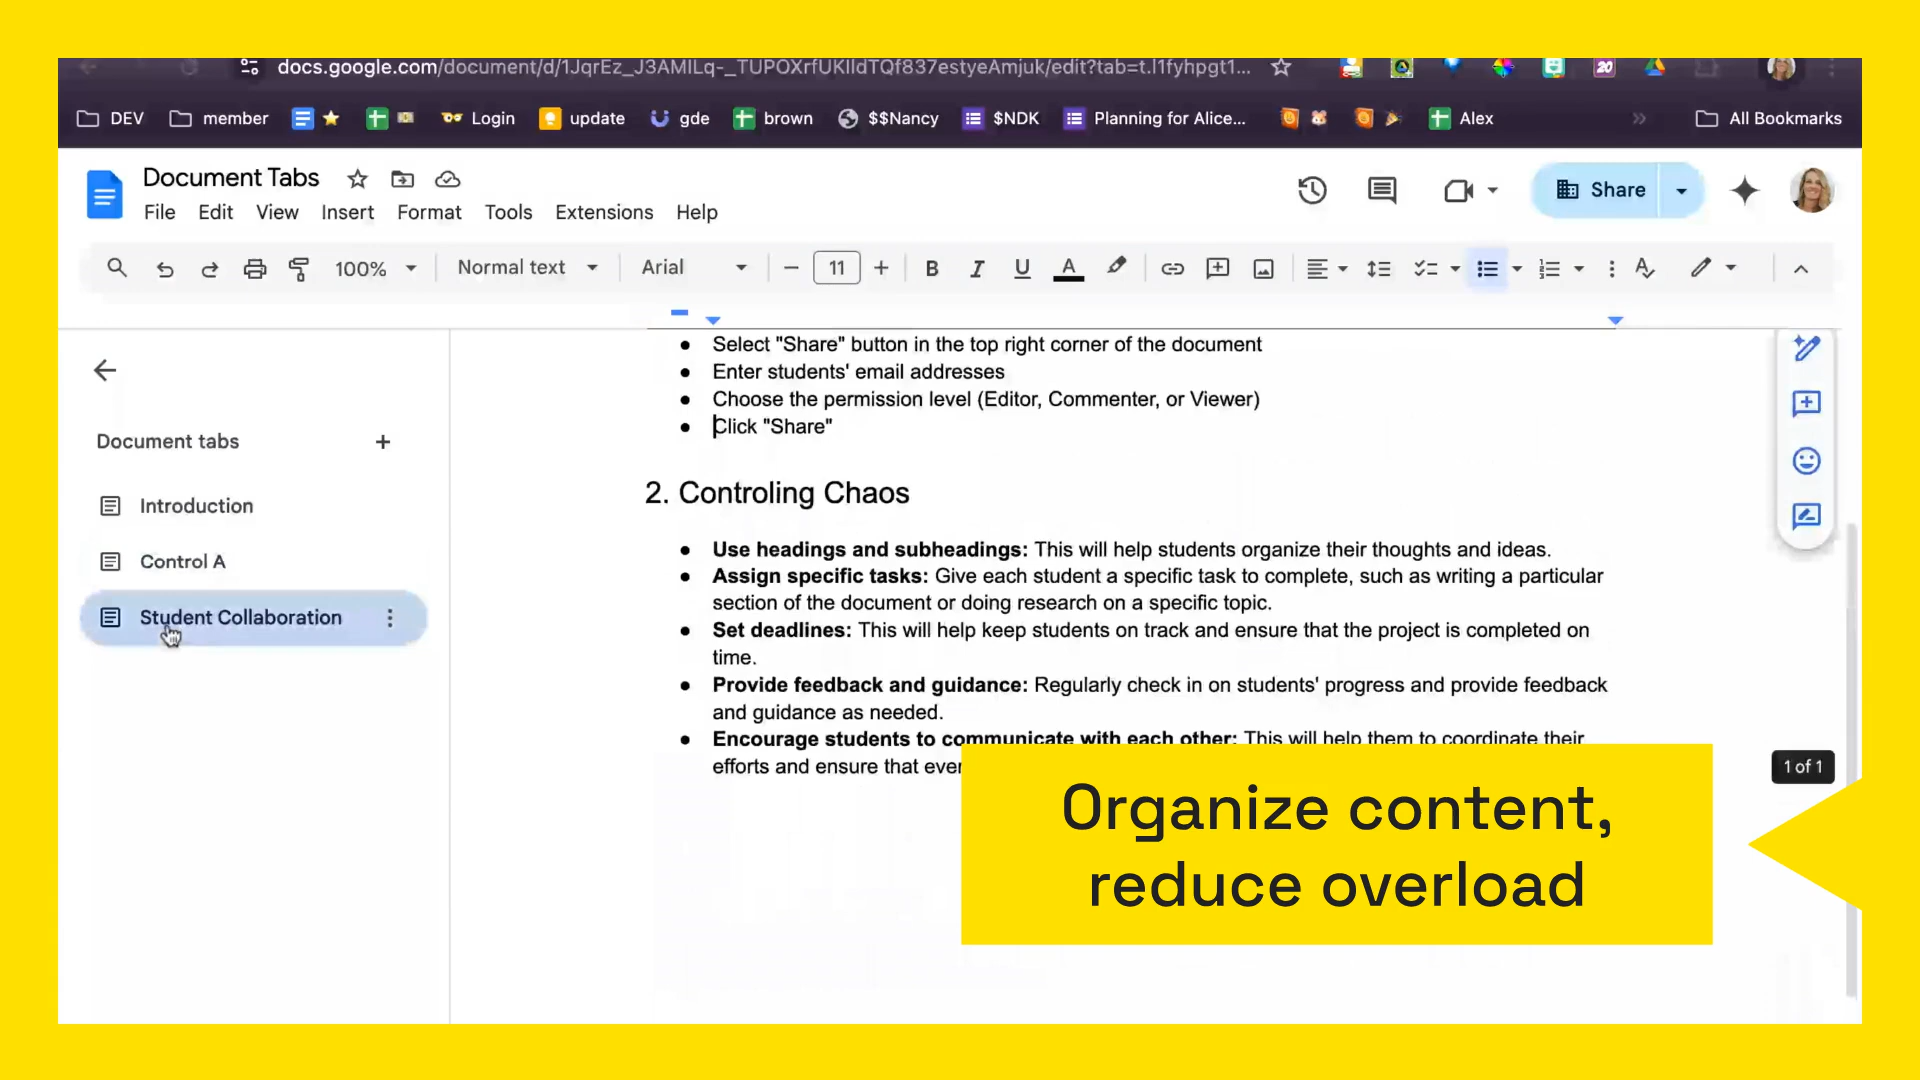 docs.google.com/document/d/1JqrEz_J3AMILq-_TUPOXrfUKIldTQf837estyeAmjuk/edit?tab=t.l1fyhpgt1...
20
DEV member Login update gde brown $$Nancy $NDK Planning for Alice... Alex All Bookmarks
Document Tabs
File Edit View Insert Format Tools Extensions Help
Share
100% Normal text Arial 11 B I U A
Document tabs
Introduction
Control A
Student Collaboration
Select "Share" button in the top right corner of the document
Enter students' email addresses
Choose the permission level (Editor, Commenter, or Viewer)
Click "Share"
2. Controling Chaos
Use headings and subheadings: This will help students organize their thoughts and ideas.
Assign specific tasks: Give each student a specific task to complete, such as writing a particular
section of the document or doing research on a specific topic.
Set deadlines: This will help keep students on track and ensure that the project is completed on
time.
Provide feedback and guidance: Regularly check in on students' progress and provide feedback
and guidance as needed.
Encourage students to communicate with each other: This will help them to coordinate their
efforts and ensure that ever
1 of 1
Organize content,
reduce overload